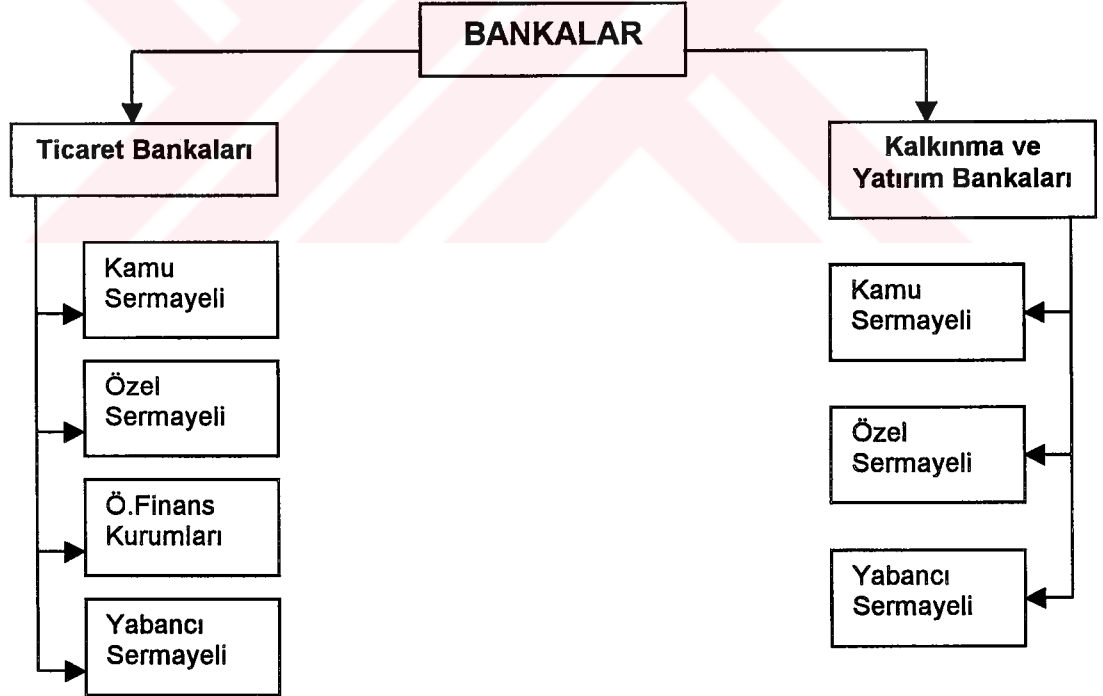 BANKALAR
Ticaret Bankaları
Kamu
Sermayeli
Özel
Sermayeli
Ö.Finans
Kurumları
Yabancı
Sermayeli
Kalkınma ve
Yatırım Bankaları
Kamu
Sermayeli
Özel
Sermayeli
Yabancı
Sermayeli